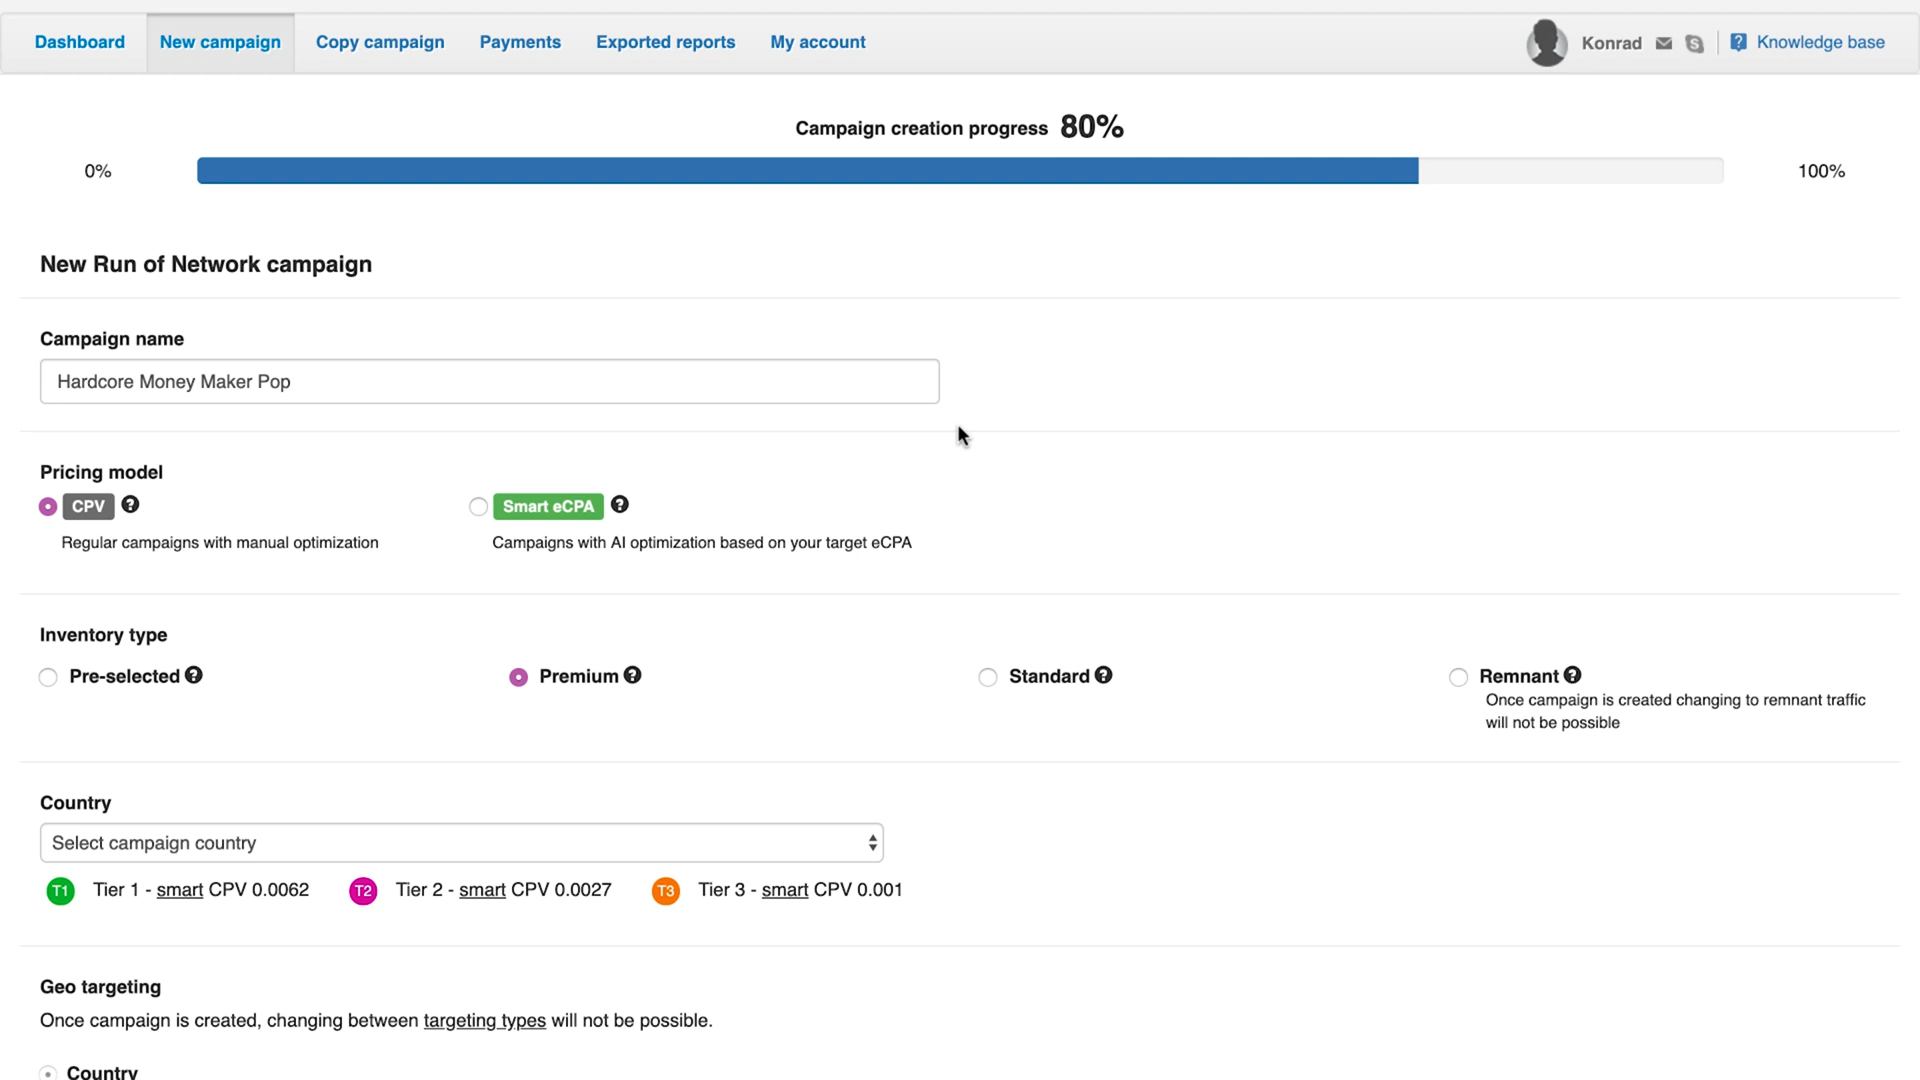 Dashboard New campaign Copy campaign Payments Exported reports My account Konrad Knowledge base
Campaign creation progress 80%
0% 100%
New Run of Network campaign
Campaign name
Hardcore Money Maker Pop
Pricing model
CPV ? Smart eCPA ?
Regular campaigns with manual optimization Campaigns with AI optimization based on your target eCPA
Inventory type
Pre-selected ? Premium ? Standard ? Remnant ?
Once campaign is created changing to remnant traffic
will not be possible
Country
Select campaign country
T1 Tier 1 - smart CPV 0.0062 T2 Tier 2 - smart CPV 0.0027 T3 Tier 3 - smart CPV 0.001
Geo targeting
Once campaign is created, changing between targeting types will not be possible.
Country